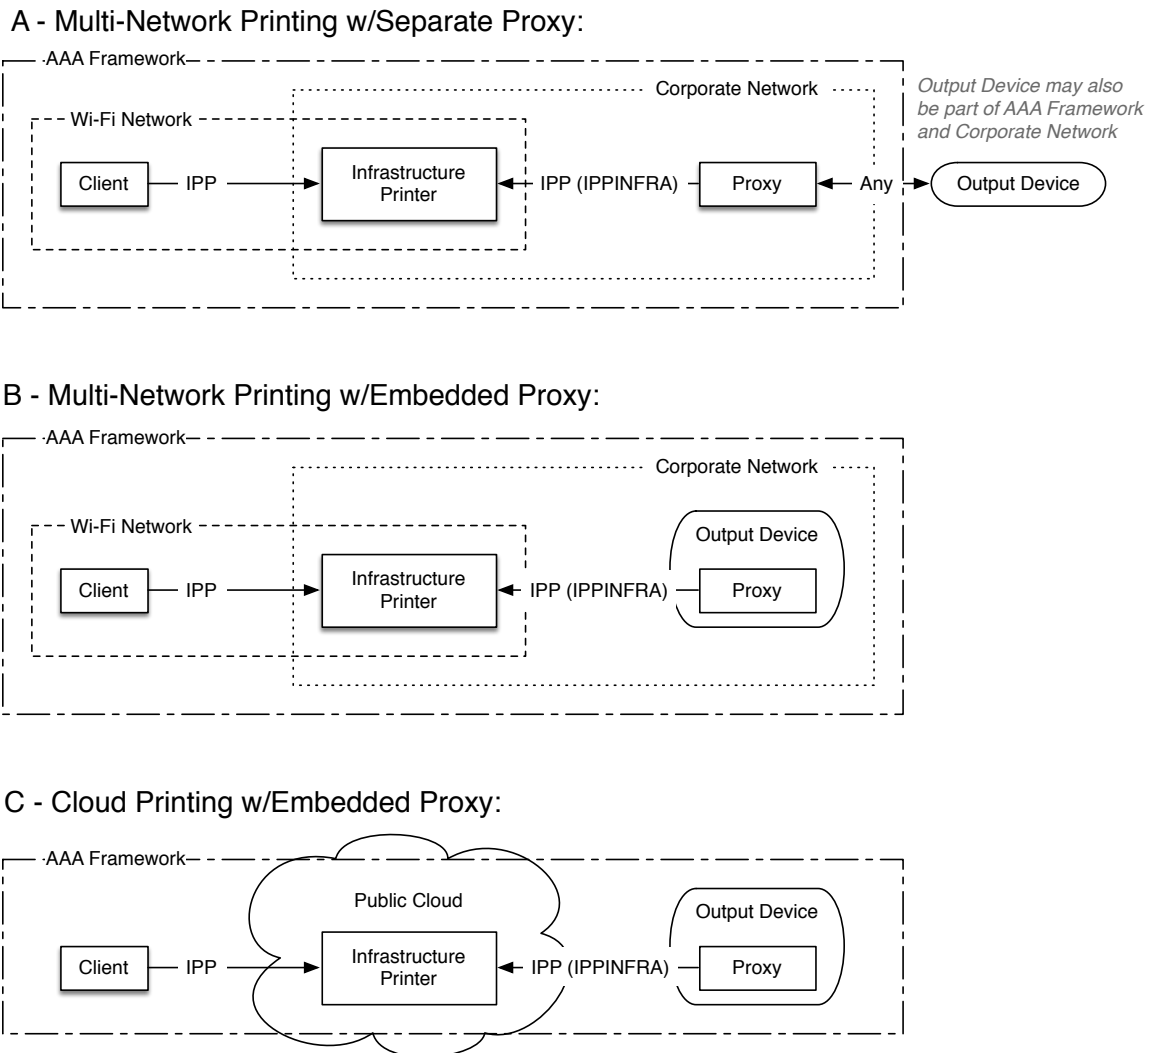 A - Multi-Network Printing w/Separate Proxy:
AAA Framework
Corporate Network
Output Device may also
be part of AAA Framework
and Corporate Network
Wi-Fi Network
Client
IPP
Infrastructure
Printer
IPP (IPPINFRA)
Proxy
Any
Output Device
B - Multi-Network Printing w/Embedded Proxy:
AAA Framework
Corporate Network
Wi-Fi Network
Output Device
Client
IPP
Infrastructure
Printer
IPP (IPPINFRA)
Proxy
C - Cloud Printing w/Embedded Proxy:
AAA Framework
Public Cloud
Output Device
Client
IPP
Infrastructure
Printer
IPP (IPPINFRA)
Proxy